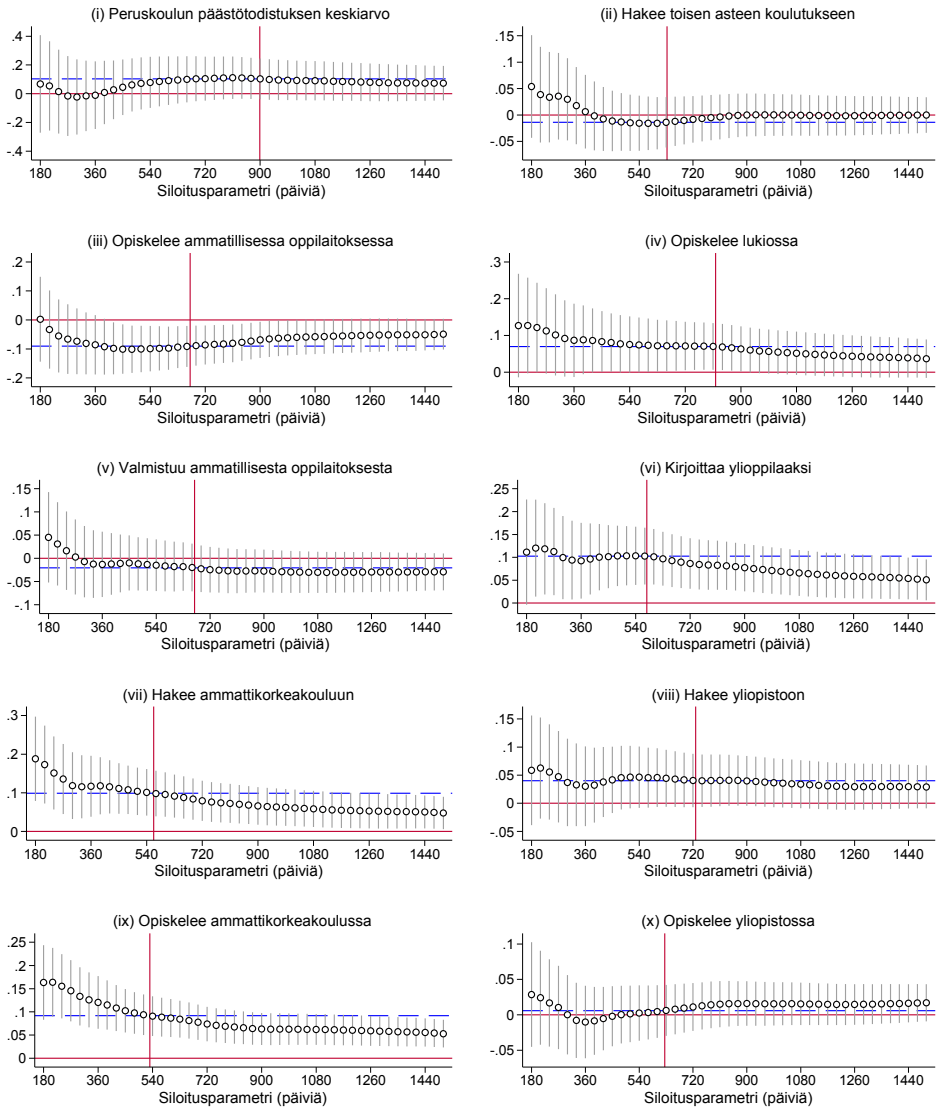 (i) Peruskoulun päästötodistuksen keskiarvo
.4
.2
0
-.2
-.4
180 360 540 720 900 1080 1260 1440
Siloitusparametri (päiviä)
(ii) Hakee toisen asteen koulutukseen
.15
.1
.05
0
-.05
180 360 540 720 900 1080 1260 1440
Siloitusparametri (päiviä)
(iii) Opiskelee ammatillisessa oppilaitoksessa
.2
.1
0
-.1
-.2
180 360 540 720 900 1080 1260 1440
Siloitusparametri (päiviä)
(iv) Opiskelee lukiossa
.3
.2
.1
0
180 360 540 720 900 1080 1260 1440
Siloitusparametri (päiviä)
(v) Valmistuu ammatillisesta oppilaitoksesta
.15
.1
.05
0
-.05
-.1
180 360 540 720 900 1080 1260 1440
Siloitusparametri (päiviä)
(vi) Kirjoittaa ylioppilaaksi
.25
.2
.15
.1
.05
0
180 360 540 720 900 1080 1260 1440
Siloitusparametri (päiviä)
(vii) Hakee ammattikorkeakouluun
.3
.2
.1
0
180 360 540 720 900 1080 1260 1440
Siloitusparametri (päiviä)
(viii) Hakee yliopistoon
.15
.1
.05
0
-.05
180 360 540 720 900 1080 1260 1440
Siloitusparametri (päiviä)
(ix) Opiskelee ammattikorkeakoulussa
.25
.2
.15
.1
.05
0
180 360 540 720 900 1080 1260 1440
Siloitusparametri (päiviä)
(x) Opiskelee yliopistossa
.1
.05
0
-.05
180 360 540 720 900 1080 1260 1440
Siloitusparametri (päiviä)